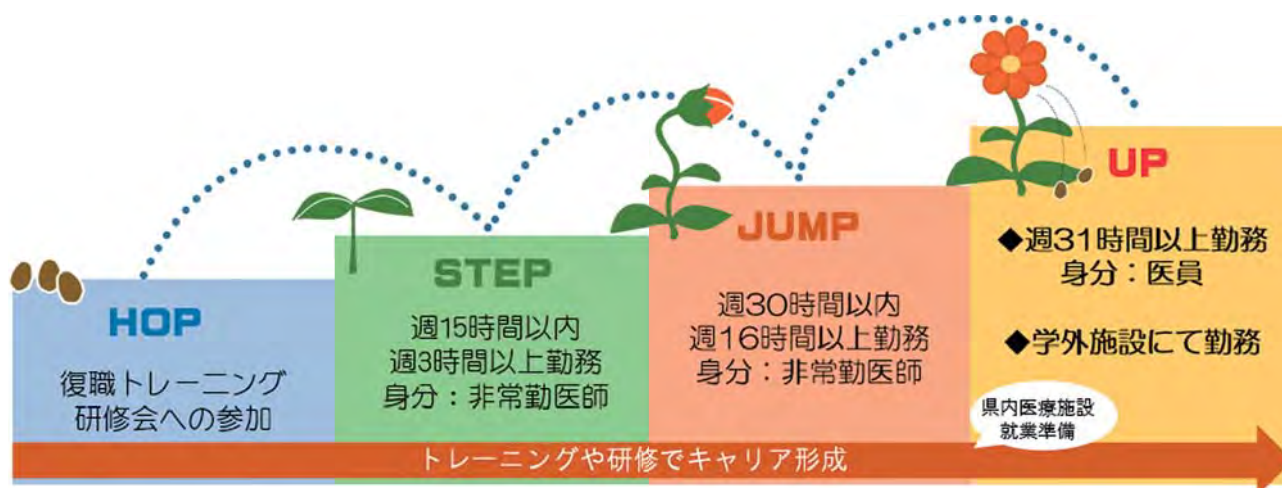 HOP
復職トレーニング
研修会への参加
STEP
週15時間以内
週3時間以上勤務
身分：非常勤医師
JUMP
週30時間以内
週16時間以上勤務
身分：非常勤医師
UP
◆週31時間以上勤務
身分：医員
◆学外施設にて勤務
県内医療施設
就業準備
トレーニングや研修でキャリア形成